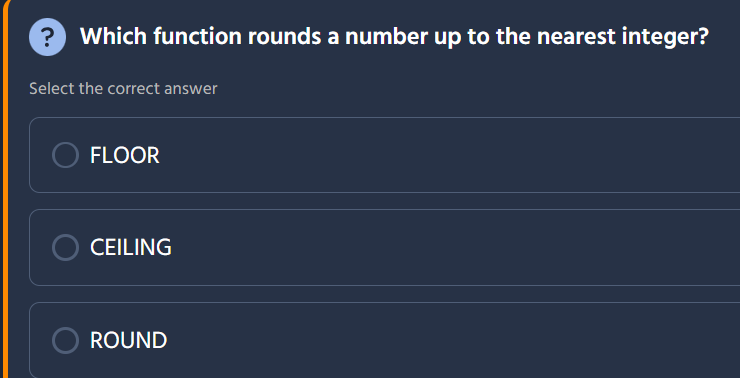 ? Which function rounds a number up to the nearest integer?
Select the correct answer
FLOOR
CEILING
ROUND